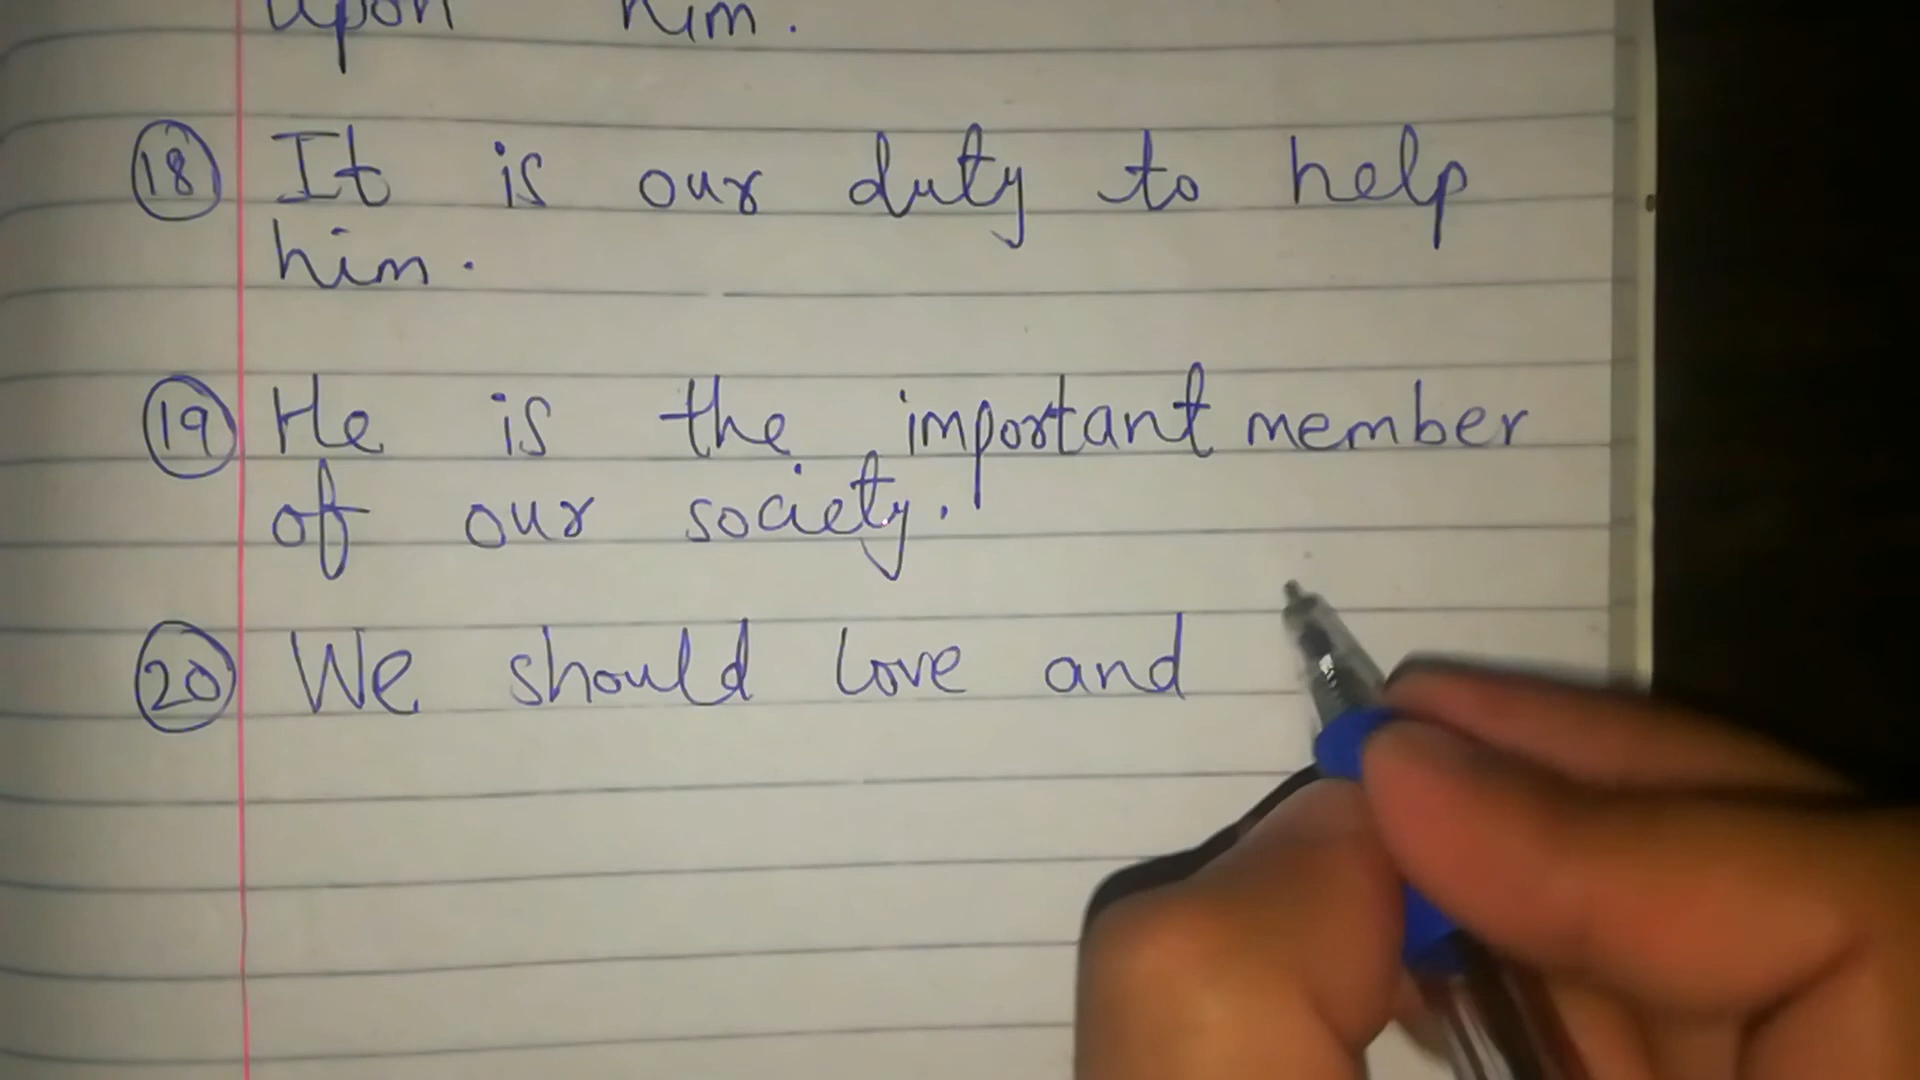 upon him.
18 It is our duty to help
him.
19 He is the important member
of our society.
20 We should love and